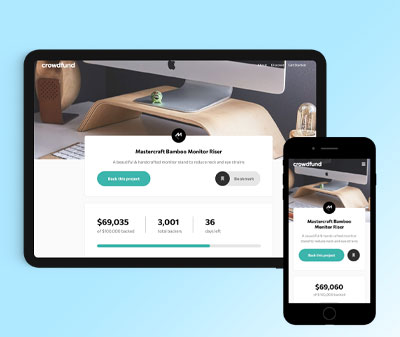 crowdfund
About Discover Get Started
Mastercraft Bamboo Monitor Riser
A beautiful & handcrafted monitor stand to reduce neck and eye strain.
Back this project
Bookmark
$69,035
of $100,000 backed
3,001
total backers
36
days left
crowdfund
Mastercraft Bamboo
Monitor Riser
A beautiful & handcrafted monitor
stand to reduce neck and eye strain.
Back this project
$69,060
of $100,000 backed